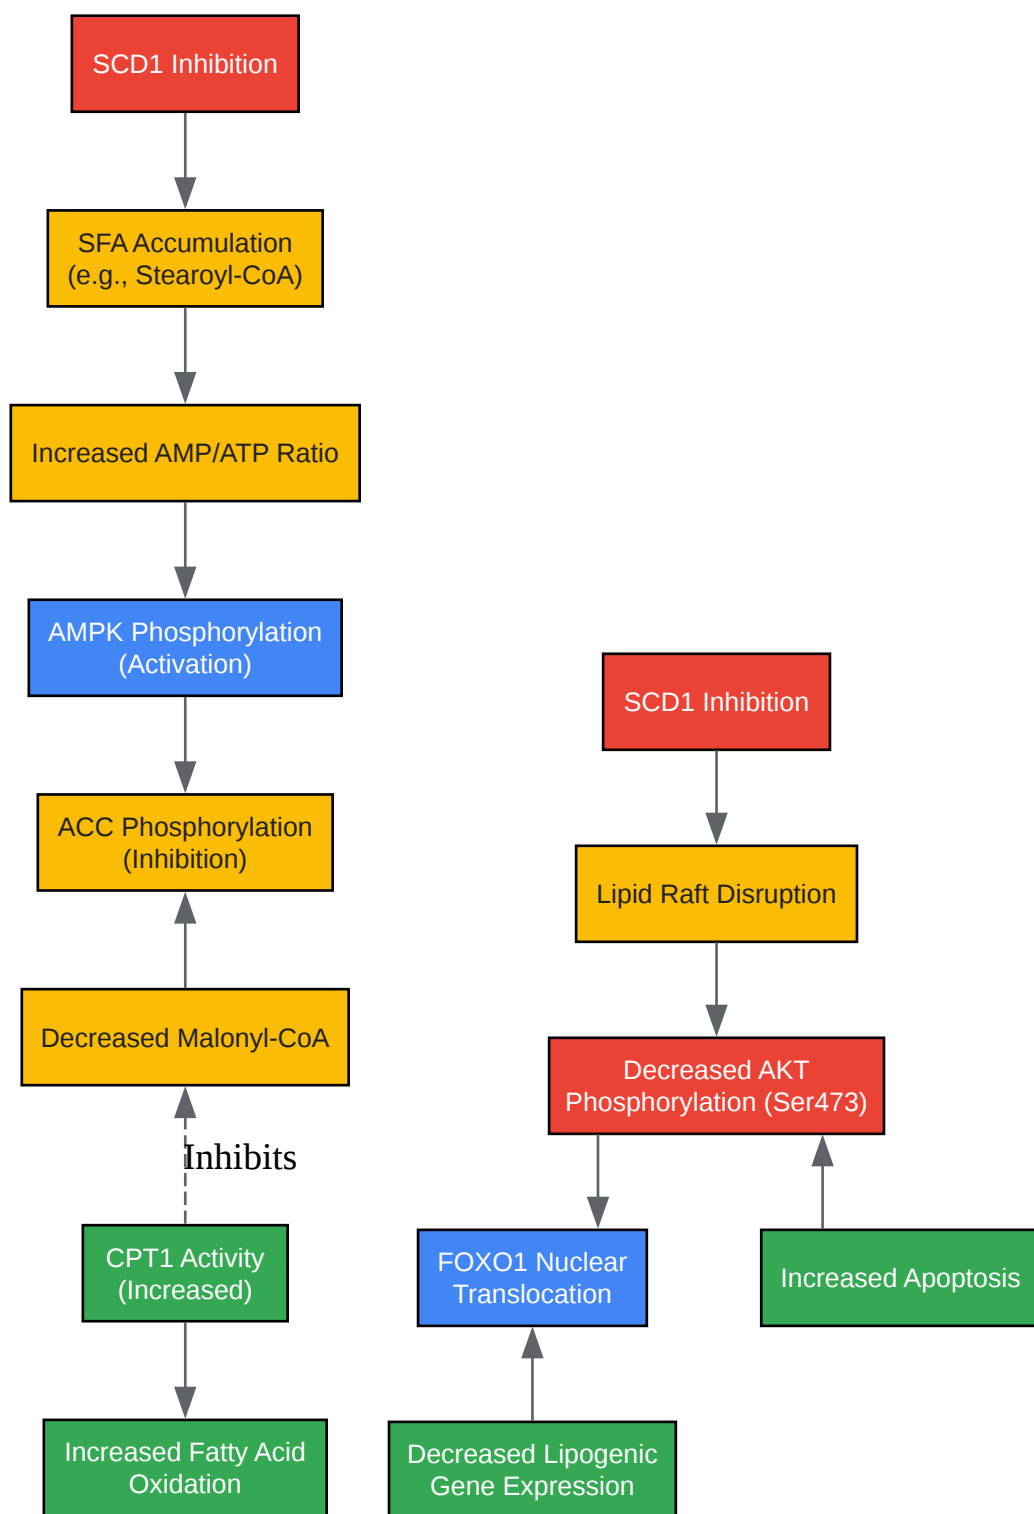 SCD1 Inhibition
SFA Accumulation
(e.g., Stearoyl-CoA)
Increased AMP/ATP Ratio
AMPK Phosphorylation
(Activation)
ACC Phosphorylation
(Inhibition)
Decreased Malonyl-CoA
Inhibits
CPT1 Activity
(Increased)
Increased Fatty Acid
Oxidation
SCD1 Inhibition
Lipid Raft Disruption
Decreased AKT
Phosphorylation (Ser473)
FOXO1 Nuclear
Translocation
Increased Apoptosis
Decreased Lipogenic
Gene Expression